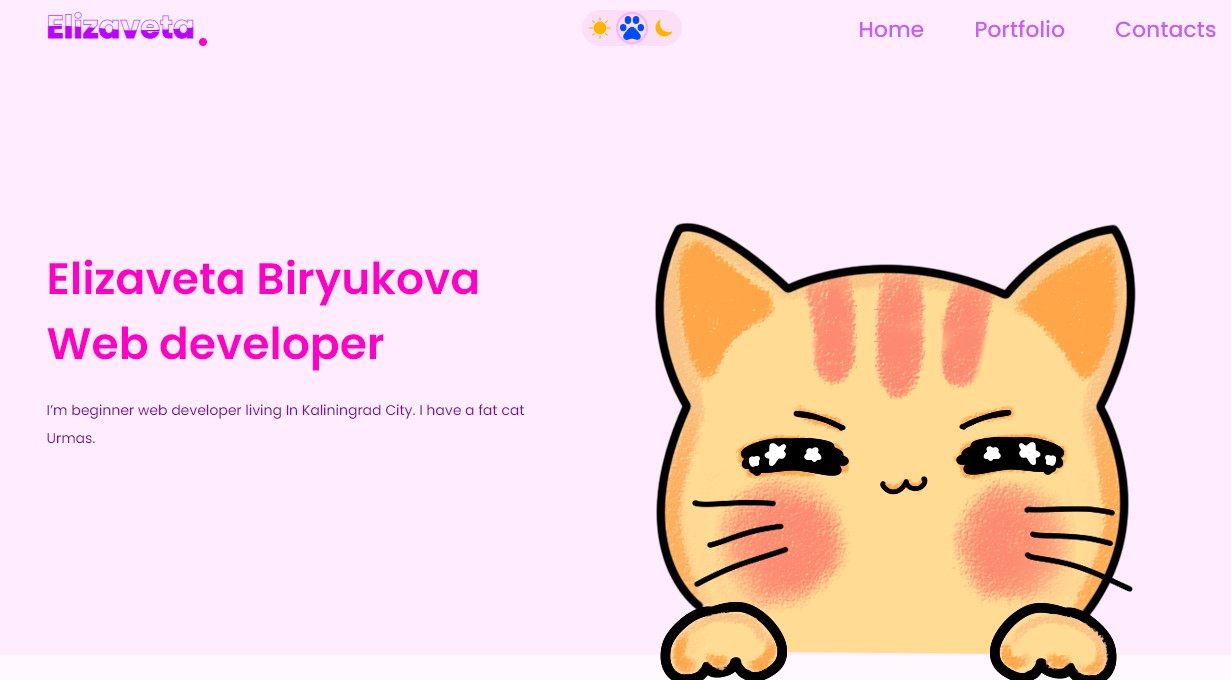 Elizaveta.
Home Portfolio Contacts
Elizaveta Biryukova
Web developer
I'm beginner web developer living In Kaliningrad City. I have a fat cat
Urmas.